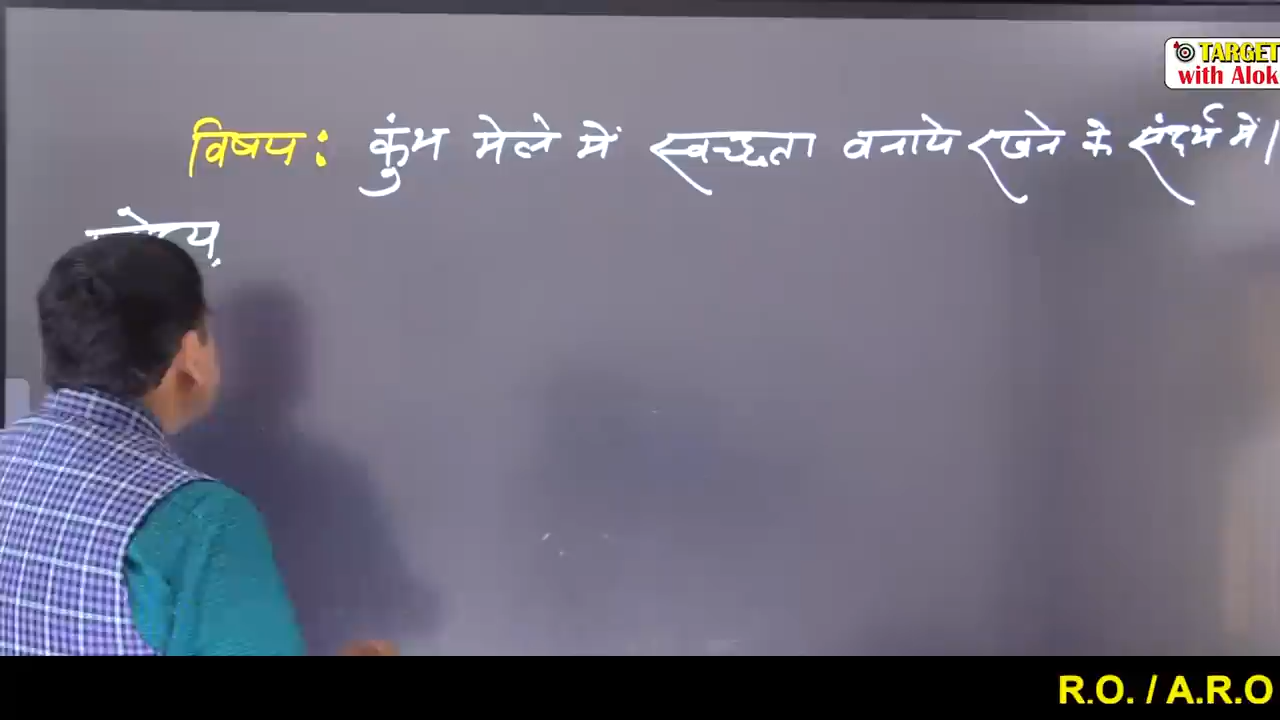 TARGET
with Alok
विषय : कुंभ मेले में स्वच्छता बनाये रखने के संदर्भ में।
R.O. / A.R.O